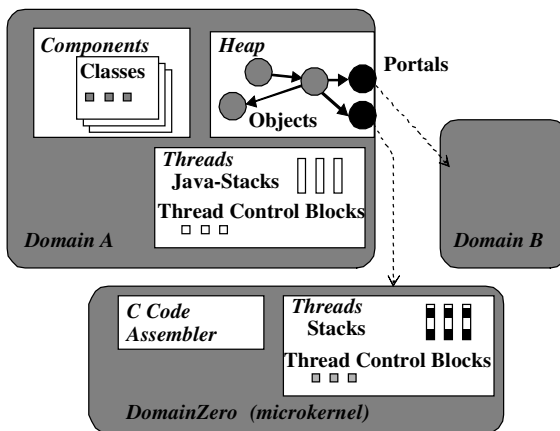 Components
Classes
Heap
Portals
Objects
Threads
Java-Stacks
Thread Control Blocks
Domain A
Domain B
C Code
Assembler
Threads
Stacks
Thread Control Blocks
DomainZero (microkernel)